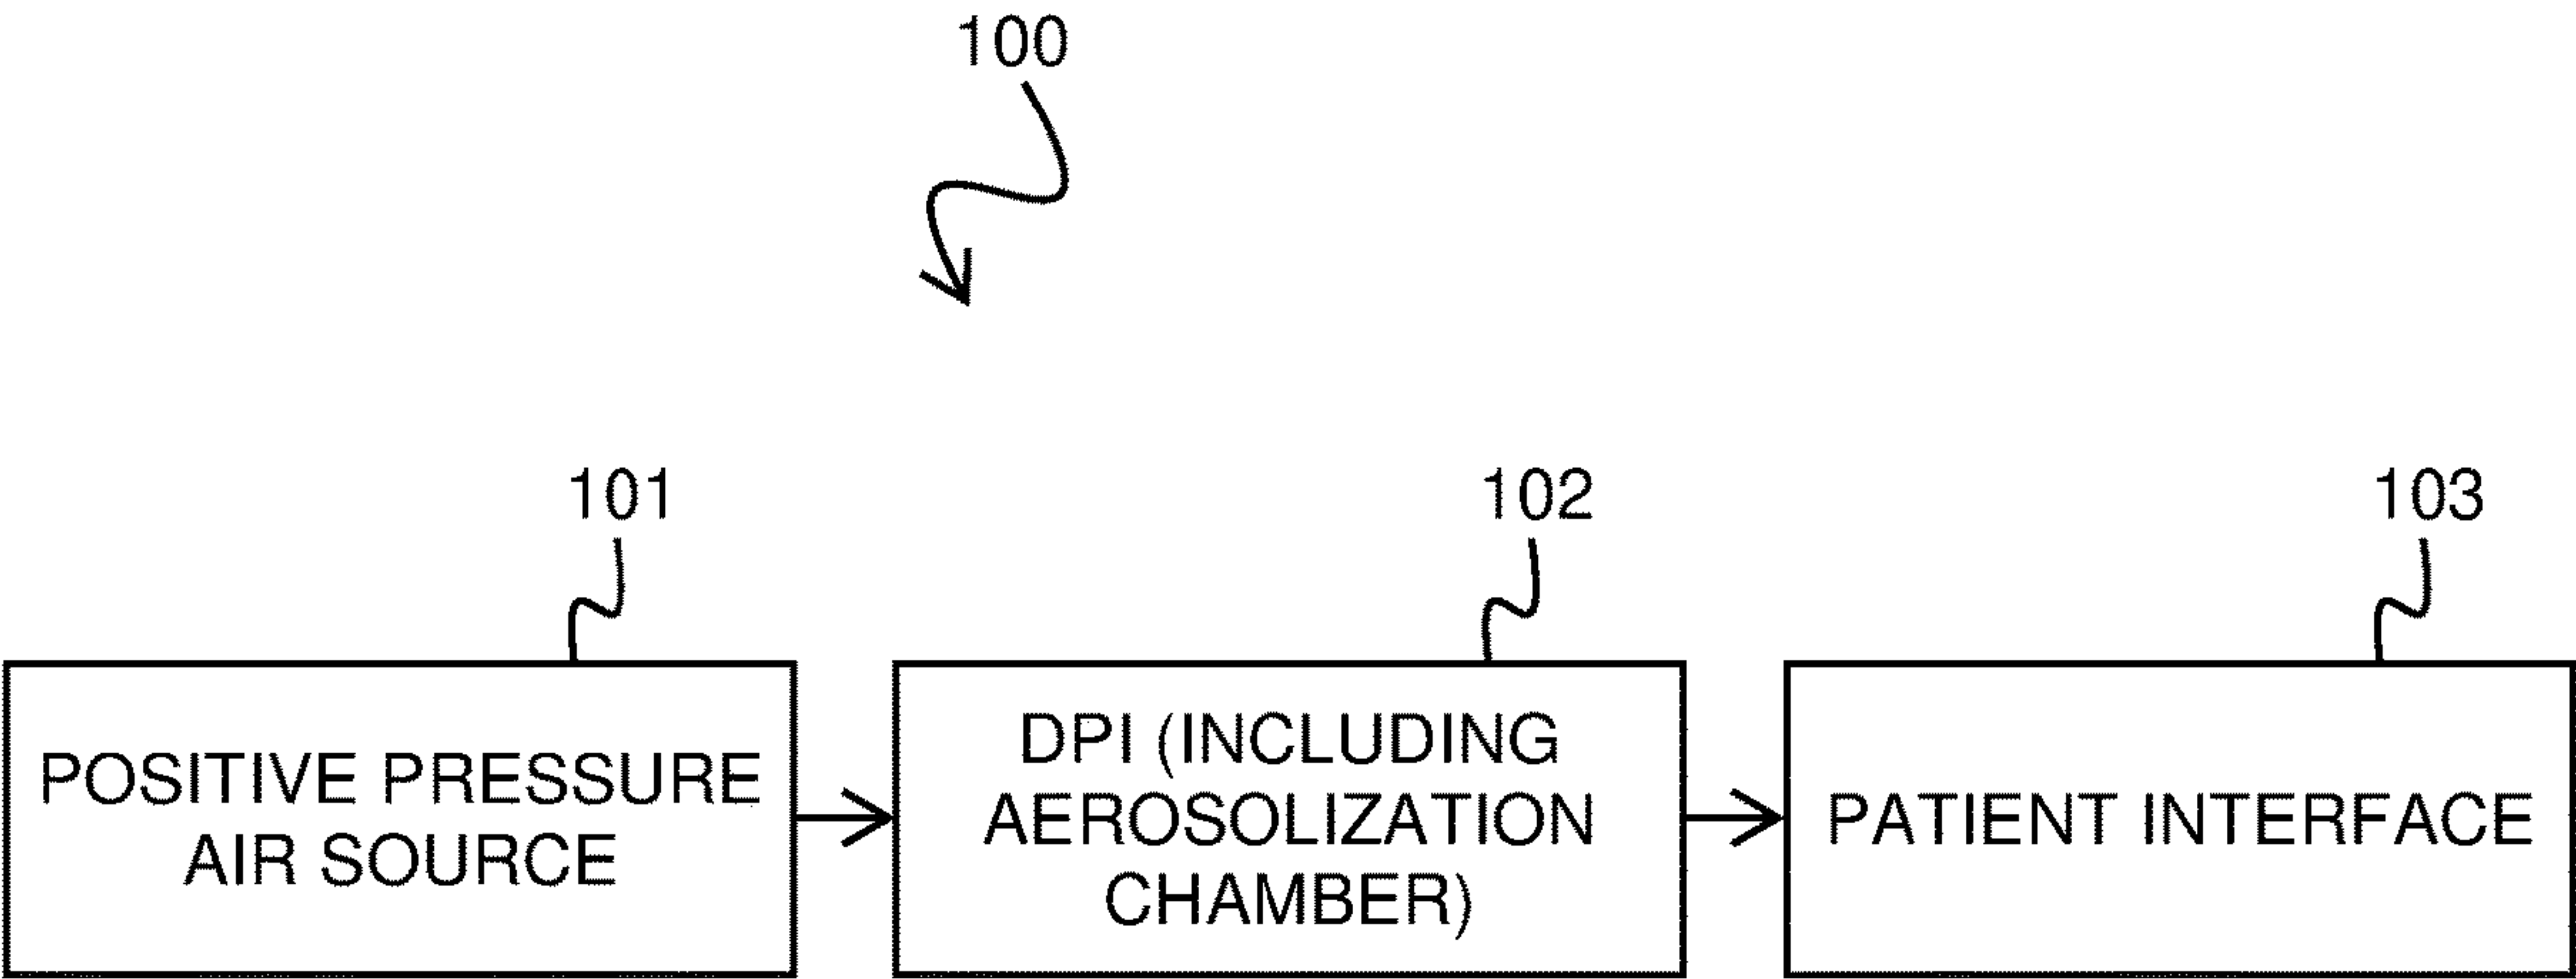 100
101
102
103
POSITIVE PRESSURE
AIR SOURCE
DPI (INCLUDING
AEROSOLIZATION
CHAMBER)
PATIENT INTERFACE